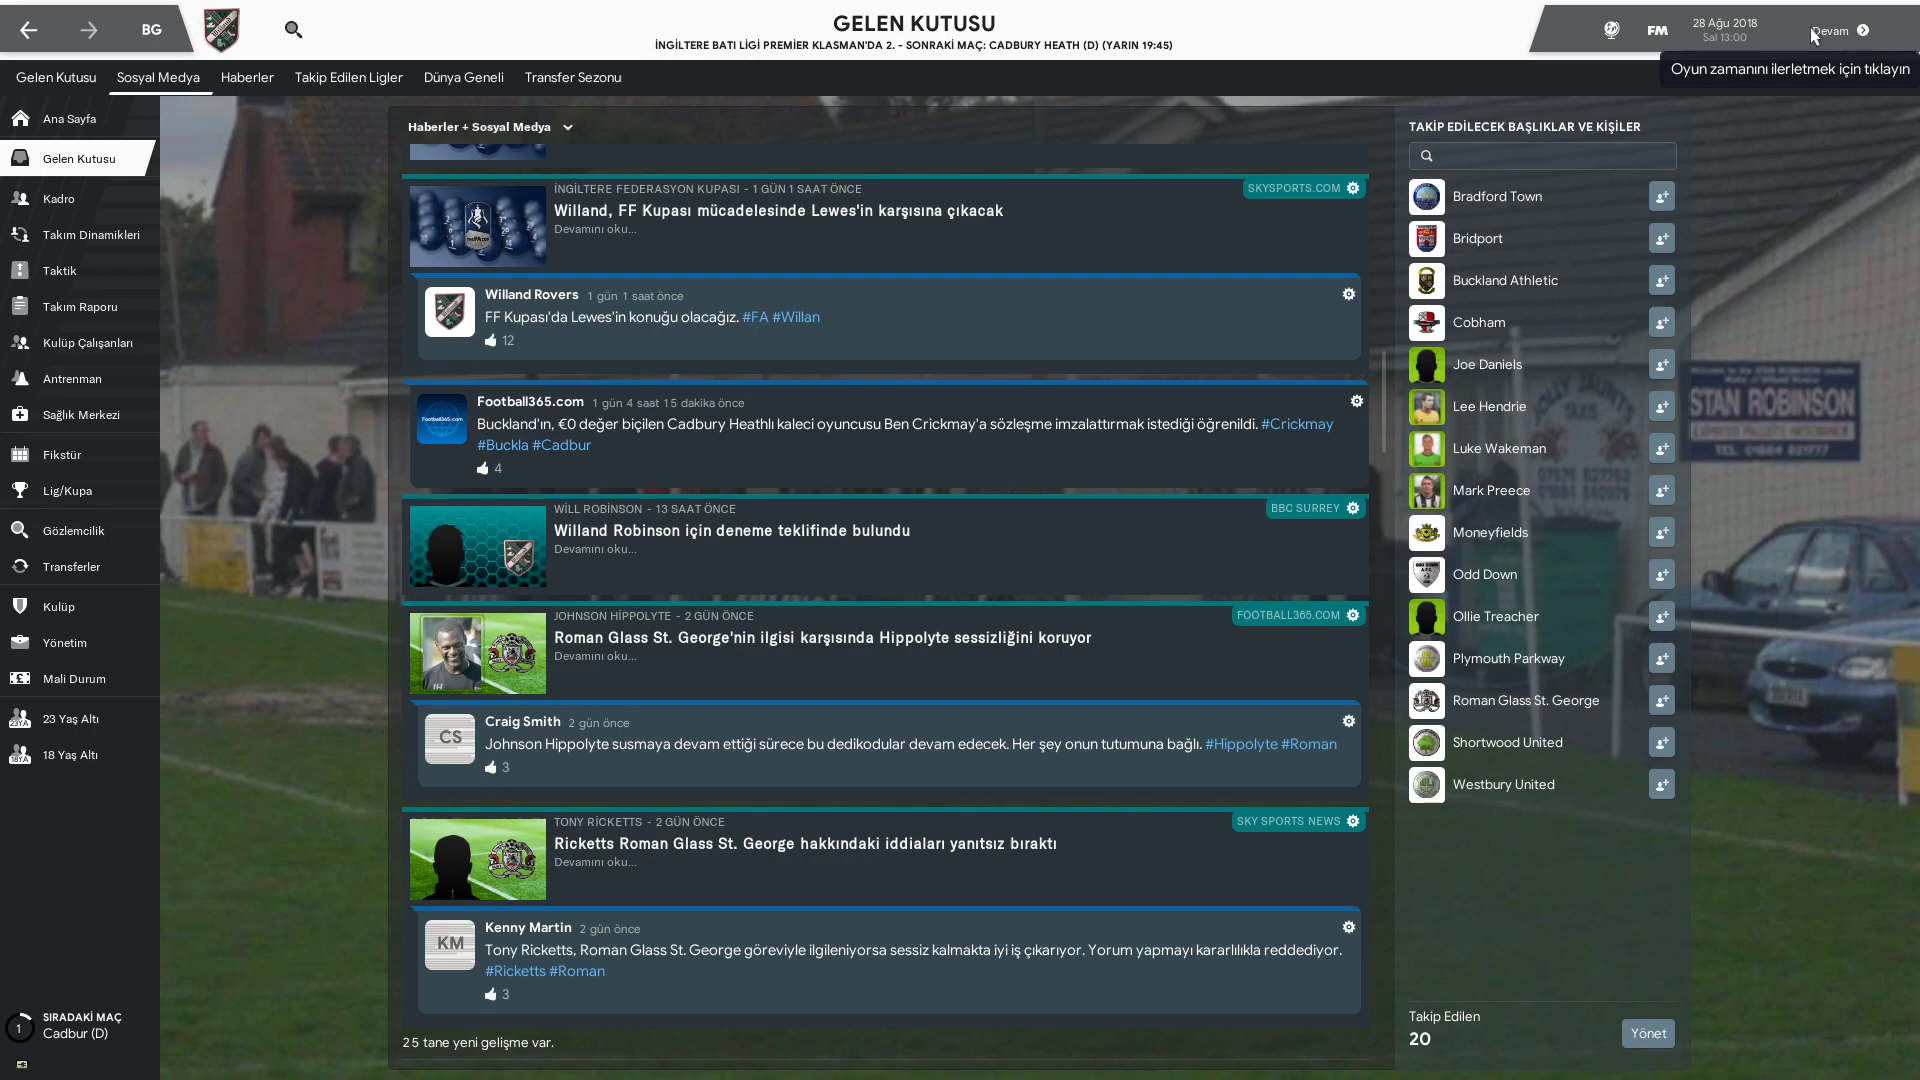 BG
GELEN KUTUSU
İNGİLTERE BATI LİGİ PREMİER KLASMAN'DA 2. - SONRAKİ MAÇ: CADBURY HEATH (D) (YARIN 19:45)
FM
28 Ağu 2018
Sal 13:00
Devam
Oyun zamanını ilerletmek için tıklayın
Gelen Kutusu
Sosyal Medya
Haberler
Takip Edilen Ligler
Dünya Geneli
Transfer Sezonu
Ana Sayfa
Gelen Kutusu
Kadro
Takım Dinamikleri
Taktik
Takım Raporu
Kulüp Çalışanları
Antrenman
Sağlık Merkezi
Fikstür
Lig/Kupa
Gözlemcilik
Transferler
Kulüp
Yönetim
Mali Durum
23YA
23 Yaş Altı
18YA
18 Yaş Altı
SIRADAKİ MAÇ
1
Cadbur (D)
Haberler + Sosyal Medya
İNGİLTERE FEDERASYON KUPASI - 1 GÜN 1 SAAT ÖNCE
SKYSPORTS.COM
Willand, FF Kupası mücadelesinde Lewes'in karşısına çıkacak
Devamını oku...
Willand Rovers 1 gün 1 saat önce
FF Kupası'da Lewes'in konuğu olacağız. #FA #Willan
12
Football365.com 1 gün 4 saat 15 dakika önce
Football365.com
Buckland'ın, €0 değer biçilen Cadbury Heathlı kaleci oyuncusu Ben Crickmay'a sözleşme imzalattırmak istediği öğrenildi. #Crickmay
#Buckla #Cadbur
4
WİLL ROBİNSON - 13 SAAT ÖNCE
BBC SURREY
Willand Robinson için deneme teklifinde bulundu
Devamını oku...
JOHNSON HİPPOLYTE - 2 GÜN ÖNCE
FOOTBALL365.COM
Roman Glass St. George'nin ilgisi karşısında Hippolyte sessizliğini koruyor
Devamını oku...
CS
Craig Smith 2 gün önce
Johnson Hippolyte susmaya devam ettiği sürece bu dedikodular devam edecek. Her şey onun tutumuna bağlı. #Hippolyte #Roman
3
TONY RİCKETTS - 2 GÜN ÖNCE
SKY SPORTS NEWS
Ricketts Roman Glass St. George hakkındaki iddiaları yanıtsız bıraktı
Devamını oku...
KM
Kenny Martin 2 gün önce
Tony Ricketts, Roman Glass St. George göreviyle ilgileniyorsa sessiz kalmakta iyi iş çıkarıyor. Yorum yapmayı kararlılıkla reddediyor.
#Ricketts #Roman
3
25 tane yeni gelişme var.
TAKİP EDİLECEK BAŞLIKLAR VE KİŞİLER
Bradford Town
Bridport
Buckland Athletic
Cobham
Joe Daniels
Lee Hendrie
Luke Wakeman
Mark Preece
Moneyfields
Odd Down
Ollie Treacher
Plymouth Parkway
Roman Glass St. George
Shortwood United
Westbury United
Takip Edilen
20
Yönet
STAN ROBINSON